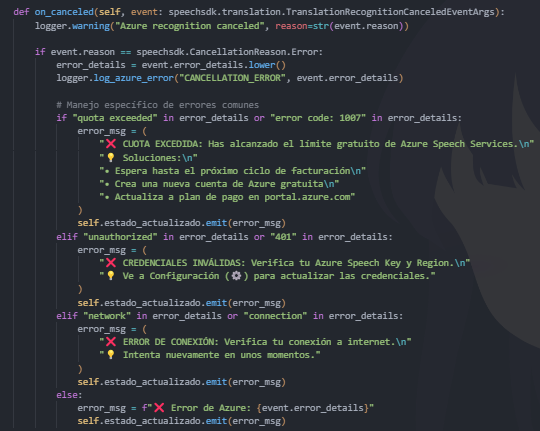 def on_canceled(self, event: speechsdk.translation.TranslationRecognitionCanceledEventArgs):
    logger.warning("Azure recognition canceled", reason=str(event.reason))

    if event.reason == speechsdk.CancellationReason.Error:
        error_details = event.error_details.lower()
        logger.log_azure_error("CANCELLATION_ERROR", event.error_details)

        # Manejo específico de errores comunes
        if "quota exceeded" in error_details or "error code: 1007" in error_details:
            error_msg = (
                "❌ CUOTA EXCEDIDA: Has alcanzado el límite gratuito de Azure Speech Services.\n"
                "💡 Soluciones:\n"
                "• Espera hasta el próximo ciclo de facturación\n"
                "• Crea una nueva cuenta de Azure gratuita\n"
                "• Actualiza a plan de pago en portal.azure.com"
            )
            self.estado_actualizado.emit(error_msg)
        elif "unauthorized" in error_details or "401" in error_details:
            error_msg = (
                "❌ CREDENCIALES INVÁLIDAS: Verifica tu Azure Speech Key y Region.\n"
                "💡 Ve a Configuración (⚙️) para actualizar las credenciales."
            )
            self.estado_actualizado.emit(error_msg)
        elif "network" in error_details or "connection" in error_details:
            error_msg = (
                "❌ ERROR DE CONEXIÓN: Verifica tu conexión a internet.\n"
                "💡 Intenta nuevamente en unos momentos."
            )
            self.estado_actualizado.emit(error_msg)
        else:
            error_msg = f"❌ Error de Azure: {event.error_details}"
            self.estado_actualizado.emit(error_msg)